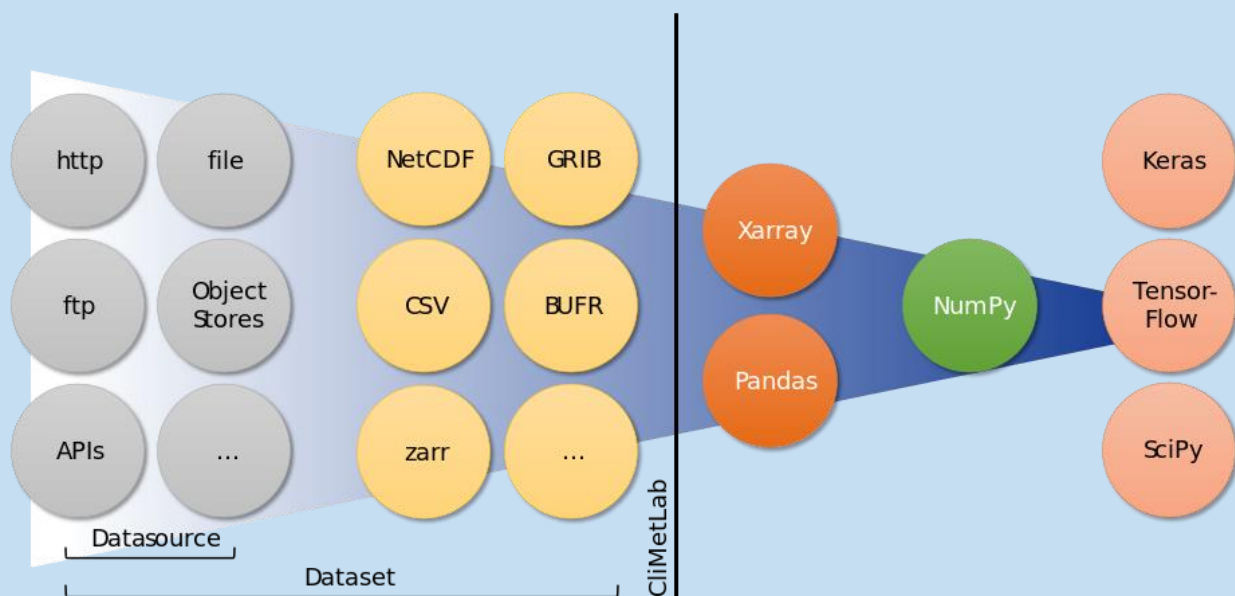 http
file
NetCDF
GRIB
Keras
Xarray
ftp
Object
Stores
CSV
BUFR
NumPy
Tensor-
Flow
Pandas
APIs
...
zarr
...
SciPy
Datasource
Dataset
CliMetLab